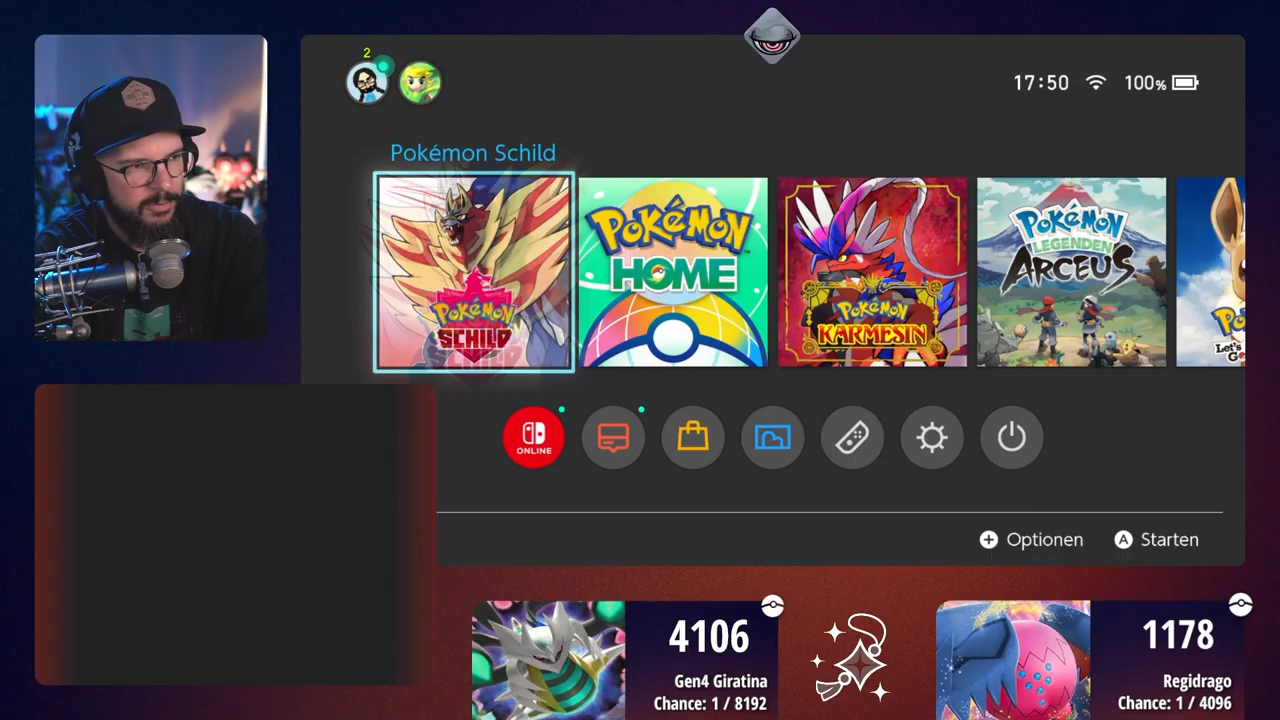 2
17:50
100%
Pokémon Schild
POKéMON
SCHILD
POKéMON
HOME
POKéMON
KARMESIN
POKéMON
LEGENDEN
ARCEUS
Let's
ONLINE
Optionen
A Starten
4106
Gen4 Giratina
Chance: 1 / 8192
1178
Regidrago
Chance: 1 / 4096